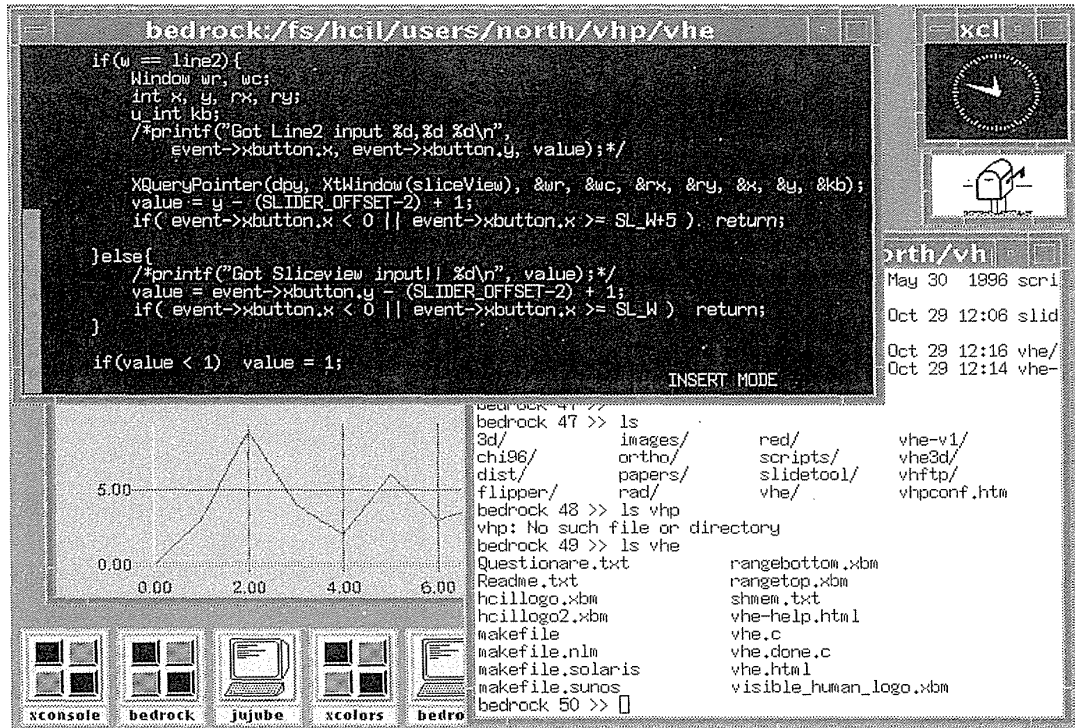 bedrock:/fs/hcil/users/north/vhp/vhe
if(w == line2){
Window wr, wc;
int x, y, rx, ry;
u_int kb;
/*printf("Got Line2 input %d,%d %d\n",
event->xbutton.x, event->xbutton.y, value);*/
XQueryPointer(dpy, XtWindow(sliceView), &wr, &wc, &rx, &ry, &x, &y, &kb);
value = y - (SLIDER_OFFSET-2) + 1;
if( event->xbutton.x < 0 || event->xbutton.x >= SL_W+5 ) return;
}else{
/*printf("Got Sliceview input!! %d\n", value);*/
value = event->xbutton.y - (SLIDER_OFFSET-2) + 1;
if( event->xbutton.x < 0 || event->xbutton.x >= SL_W ) return;
}
if(value < 1) value = 1;
INSERT MODE
xcl
orth/vh
May 30 1996 scri
Oct 29 12:06 slid
Oct 29 12:16 vhe/
Oct 29 12:14 vhe-
bedrock 47 >> ls
3d/ images/ red/ vhe-v1/
chi96/ ortho/ scripts/ vhe3d/
dist/ papers/ slidetool/ vhftp/
flipper/ rad/ vhe/ vhpconf.htm
bedrock 48 >> ls vhp
vhp: No such file or directory
bedrock 49 >> ls vhe
Questionare.txt rangebottom.xbm
Readme.txt rangetop.xbm
hcillogo.xbm shmem.txt
hcillogo2.xbm vhe-help.html
makefile vhe.c
makefile.nlm vhe.done.c
makefile.solaris vhe.html
makefile.sunos visible_human_logo.xbm
bedrock 50 >>
5.00
0.00
0.00 2.00 4.00 6.00
xconsole bedrock jujube xcolors bedro